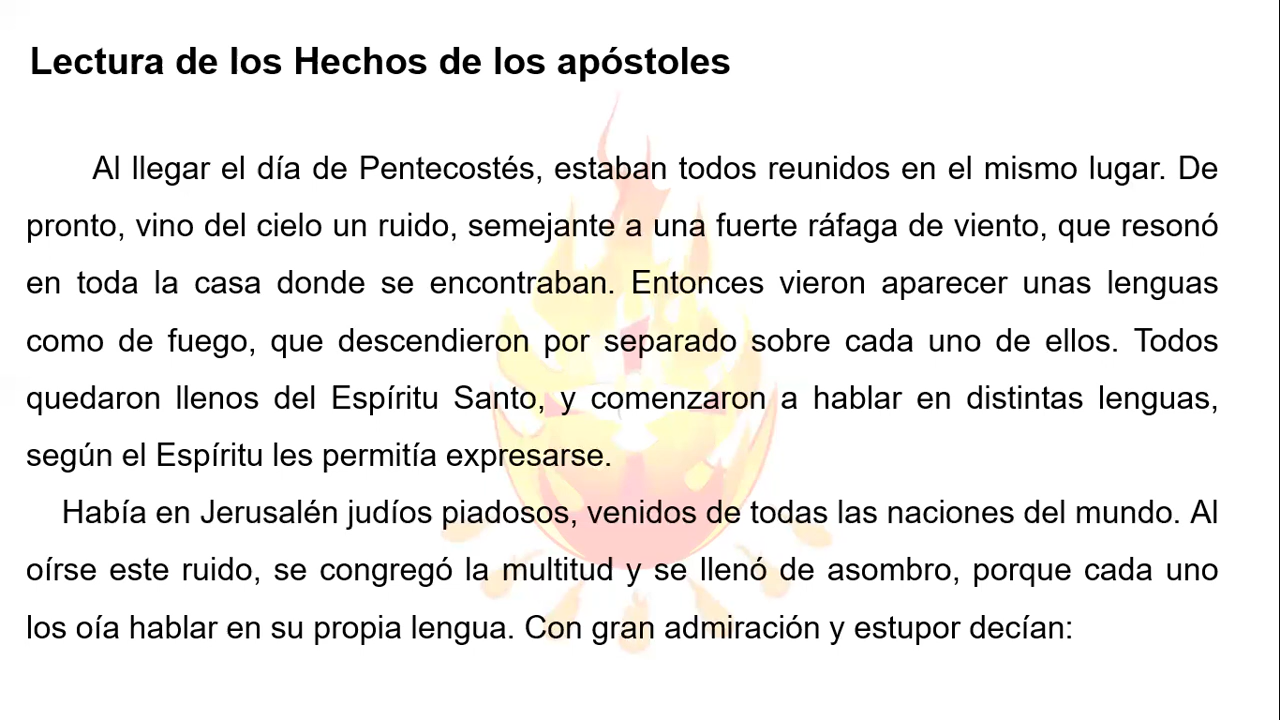 Lectura de los Hechos de los apóstoles
Al llegar el día de Pentecostés, estaban todos reunidos en el mismo lugar. De
pronto, vino del cielo un ruido, semejante a una fuerte ráfaga de viento, que resonó
en toda la casa donde se encontraban. Entonces vieron aparecer unas lenguas
como de fuego, que descendieron por separado sobre cada uno de ellos. Todos
quedaron llenos del Espíritu Santo, y comenzaron a hablar en distintas lenguas,
según el Espíritu les permitía expresarse.
Había en Jerusalén judíos piadosos, venidos de todas las naciones del mundo. Al
oírse este ruido, se congregó la multitud y se llenó de asombro, porque cada uno
los oía hablar en su propia lengua. Con gran admiración y estupor decían: